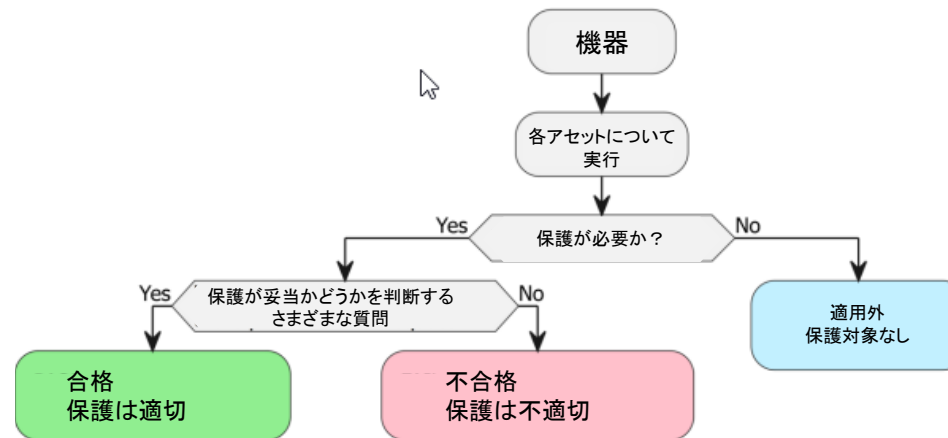 機器
各アセットについて
実行
保護が必要か？
Yes
No
保護が妥当かどうかを判断する
さまざまな質問
Yes
No
適用外
保護対象なし
合格
保護は適切
不合格
保護は不適切